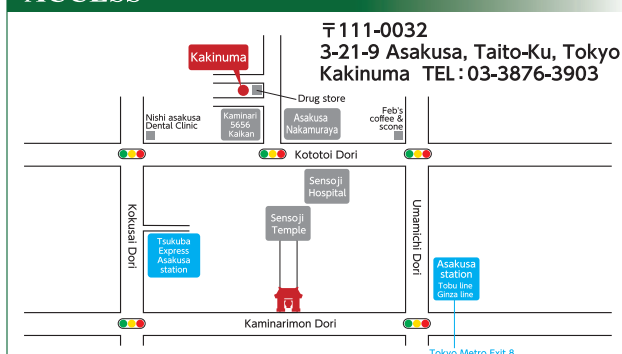 ACCESS
〒111-0032
3-21-9 Asakusa, Taito-Ku, Tokyo
Kakinuma TEL:03-3876-3903
Kakinuma
Drug store
Nishi asakusa
Dental Clinic
Kaminari
5656
Kaikan
Asakusa
Nakamuraya
Feb's
coffee &
scone
Kototoi Dori
Sensoji
Hospital
Sensoji
Temple
Kokusai Dori
Umamichi Dori
Tsukuba
Express
Asakusa
station
Asakusa
station
Tobu line
Ginza line
Kaminarimon Dori
Tokyo Metro Exit 8